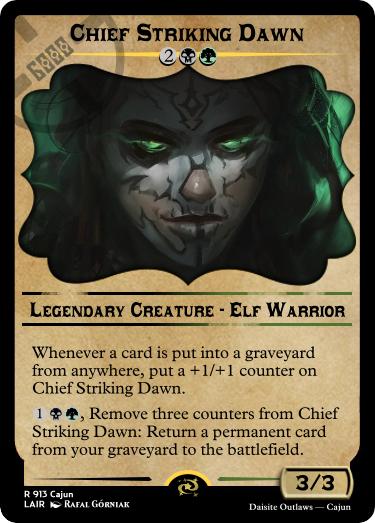 Chief Striking Dawn
2
Legendary Creature - Elf Warrior
Whenever a card is put into a graveyard
from anywhere, put a +1/+1 counter on
Chief Striking Dawn.
1 , Remove three counters from Chief
Striking Dawn: Return a permanent card
from your graveyard to the battlefield.
3/3
R 913 Cajun
LAIR Rafał Górniak
Daisite Outlaws — Cajun